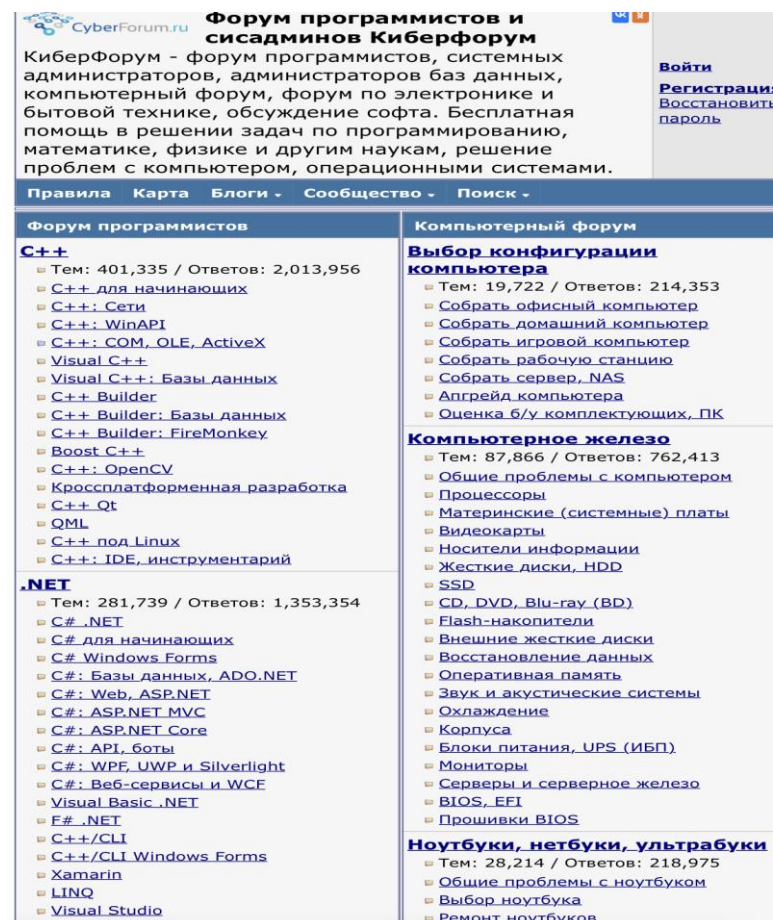 CyberForum.ru
Форум программистов и
сисадминов Киберфорум
КиберФорум - форум программистов, системных
администраторов, администраторов баз данных,
компьютерный форум, форум по электронике и
бытовой технике, обсуждение софта. Бесплатная
помощь в решении задач по программированию,
математике, физике и другим наукам, решение
проблем с компьютером, операционными системами.
Войти
Регистрация
Восстановить
пароль
Правила Карта Блоги Сообщество Поиск
Форум программистов
C++
Тем: 401,335 / Ответов: 2,013,956
C++ для начинающих
C++: Сети
C++: WinAPI
C++: COM, OLE, ActiveX
Visual C++
Visual C++: Базы данных
C++ Builder
C++ Builder: Базы данных
C++ Builder: FireMonkey
Boost C++
C++: OpenCV
Кроссплатформенная разработка
C++ Qt
QML
C++ под Linux
C++: IDE, инструментарий
.NET
Тем: 281,739 / Ответов: 1,353,354
C# .NET
C# для начинающих
C# Windows Forms
C#: Базы данных, ADO.NET
C#: Web, ASP.NET
C#: ASP.NET MVC
C#: ASP.NET Core
C#: API, боты
C#: WPF, UWP и Silverlight
C#: Веб-сервисы и WCF
Visual Basic .NET
F# .NET
C++/CLI
C++/CLI Windows Forms
Xamarin
LINQ
Visual Studio
Компьютерный форум
Выбор конфигурации
компьютера
Тем: 19,722 / Ответов: 214,353
Собрать офисный компьютер
Собрать домашний компьютер
Собрать игровой компьютер
Собрать рабочую станцию
Собрать сервер, NAS
Апгрейд компьютера
Оценка б/у комплектующих, ПК
Компьютерное железо
Тем: 87,866 / Ответов: 762,413
Общие проблемы с компьютером
Процессоры
Материнские (системные) платы
Видеокарты
Носители информации
Жесткие диски, HDD
SSD
CD, DVD, Blu-ray (BD)
Flash-накопители
Внешние жесткие диски
Восстановление данных
Оперативная память
Звук и акустические системы
Охлаждение
Корпуса
Блоки питания, UPS (ИБП)
Мониторы
Серверы и серверное железо
BIOS, EFI
Прошивки BIOS
Ноутбуки, нетбуки, ультрабуки
Тем: 28,214 / Ответов: 218,975
Общие проблемы с ноутбуком
Выбор ноутбука
Ремонт ноутбуков